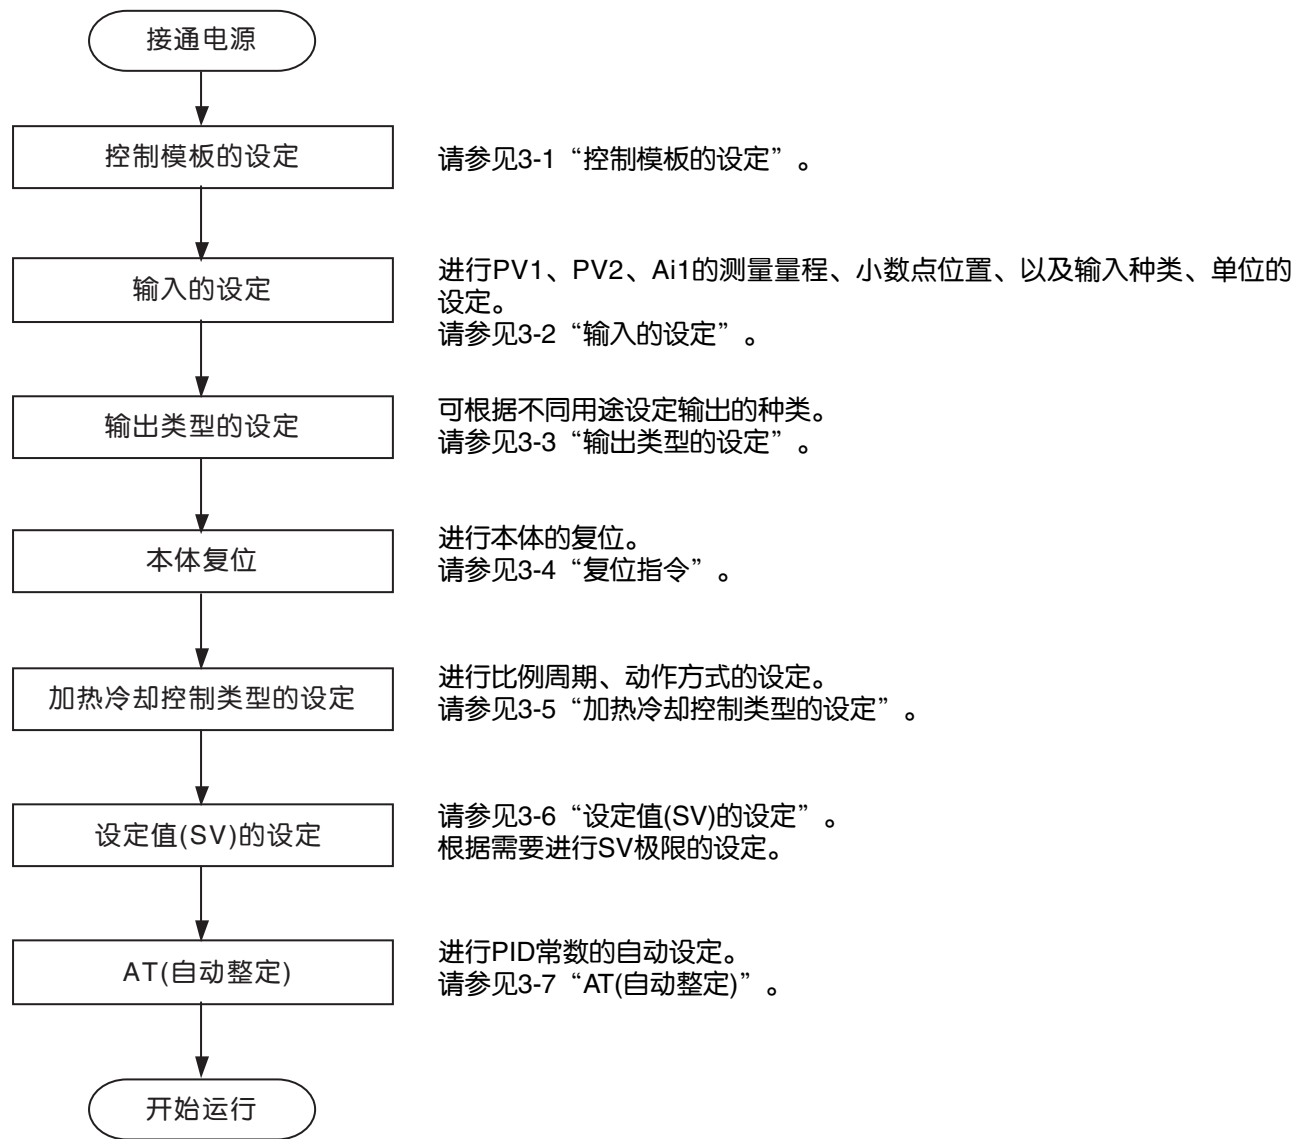 接通电源
控制模板的设定
请参见3-1“控制模板的设定”。
输入的设定
进行PV1、PV2、Ai1的测量量程、小数点位置、以及输入种类、单位的
设定。
请参见3-2“输入的设定”。
输出类型的设定
可根据不同用途设定输出的种类。
请参见3-3“输出类型的设定”。
本体复位
进行本体的复位。
请参见3-4“复位指令”。
加热冷却控制类型的设定
进行比例周期、动作方式的设定。
请参见3-5“加热冷却控制类型的设定”。
设定值(SV)的设定
请参见3-6“设定值(SV)的设定”。
根据需要进行SV极限的设定。
AT(自动整定)
进行PID常数的自动设定。
请参见3-7“AT(自动整定)”。
开始运行